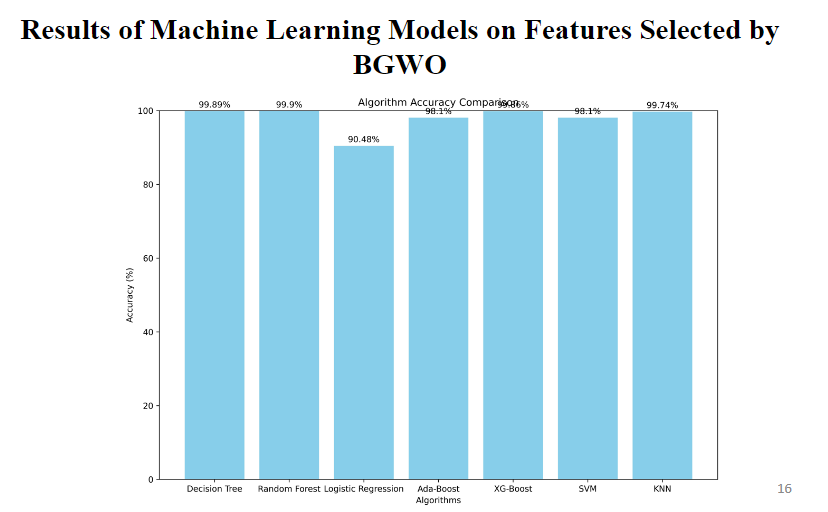 Results of Machine Learning Models on Features Selected by
BGWO
Algorithm Accuracy Comparison
99.89%
99.9%
90.48%
98.1%
99.86%
98.1%
99.74%
100
80
60
40
20
0
Accuracy (%)
Decision Tree
Random Forest
Logistic Regression
Ada-Boost
XG-Boost
SVM
KNN
Algorithms
16